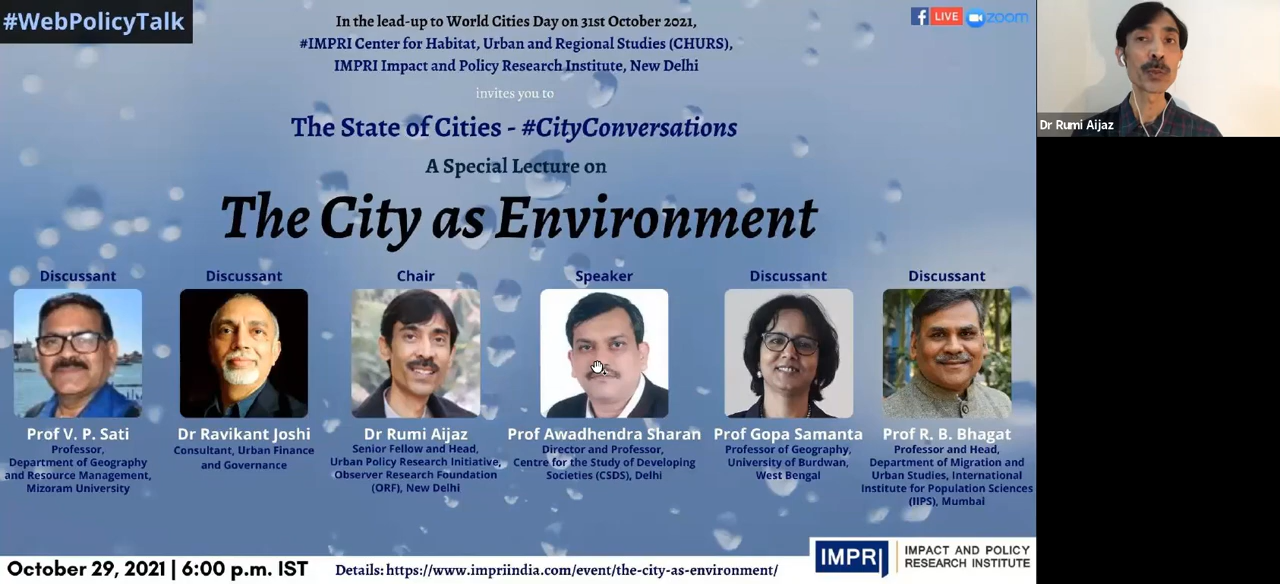 #WebPolicyTalk
In the lead-up to World Cities Day on 31st October 2021,
#IMPRI Center for Habitat, Urban and Regional Studies (CHURS),
IMPRI Impact and Policy Research Institute, New Delhi
invites you to
The State of Cities - #CityConversations
A Special Lecture on
The City as Environment
f LIVE zoom
Dr Rumi Aijaz
Discussant
Prof V. P. Sati
Professor,
Department of Geography
and Resource Management,
Mizoram University
Discussant
Dr Ravikant Joshi
Consultant, Urban Finance
and Governance
Chair
Dr Rumi Aijaz
Senior Fellow and Head,
Urban Policy Research Initiative,
Observer Research Foundation
(ORF), New Delhi
Speaker
Prof Awadhendra Sharan
Director and Professor,
Centre for the Study of Developing
Societies (CSDS), Delhi
Discussant
Prof Gopa Samanta
Professor of Geography,
University of Burdwan,
West Bengal
Discussant
Prof R. B. Bhagat
Professor and Head,
Department of Migration and
Urban Studies, International
Institute for Population Sciences
(IIPS), Mumbai
October 29, 2021 | 6:00 p.m. IST
Details: https://www.impriindia.com/event/the-city-as-environment/
IMPRI
IMPACT AND POLICY
RESEARCH INSTITUTE